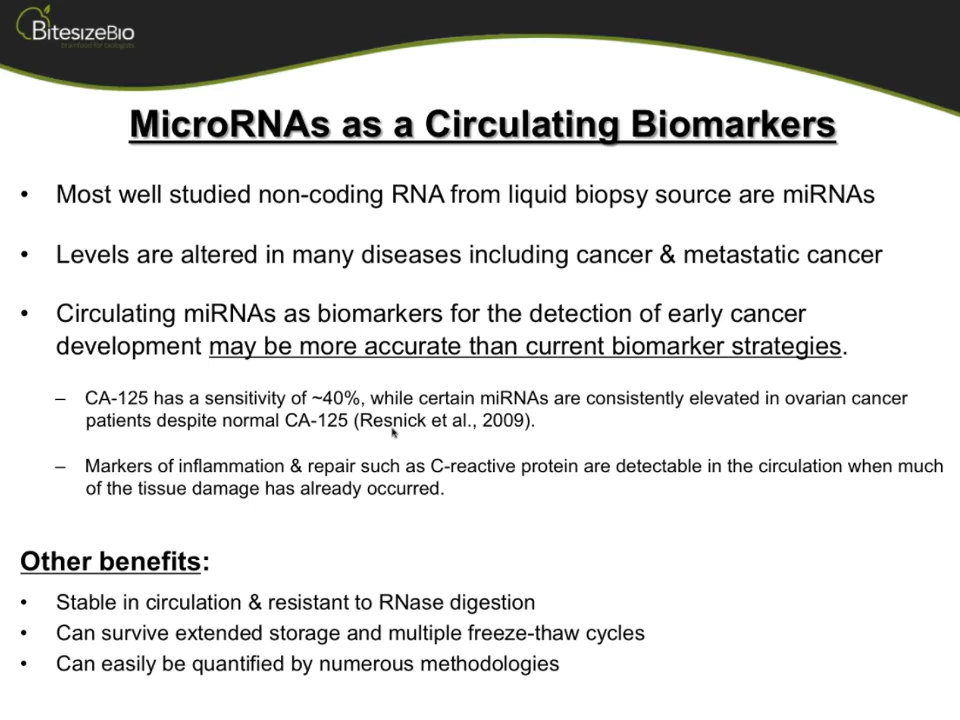 BitesizeBio
brainfood for biologists
MicroRNAs as a Circulating Biomarkers
• Most well studied non-coding RNA from liquid biopsy source are miRNAs
• Levels are altered in many diseases including cancer & metastatic cancer
• Circulating miRNAs as biomarkers for the detection of early cancer
development may be more accurate than current biomarker strategies.
– CA-125 has a sensitivity of ~40%, while certain miRNAs are consistently elevated in ovarian cancer
patients despite normal CA-125 (Resnick et al., 2009).
– Markers of inflammation & repair such as C-reactive protein are detectable in the circulation when much
of the tissue damage has already occurred.
Other benefits:
• Stable in circulation & resistant to RNase digestion
• Can survive extended storage and multiple freeze-thaw cycles
• Can easily be quantified by numerous methodologies